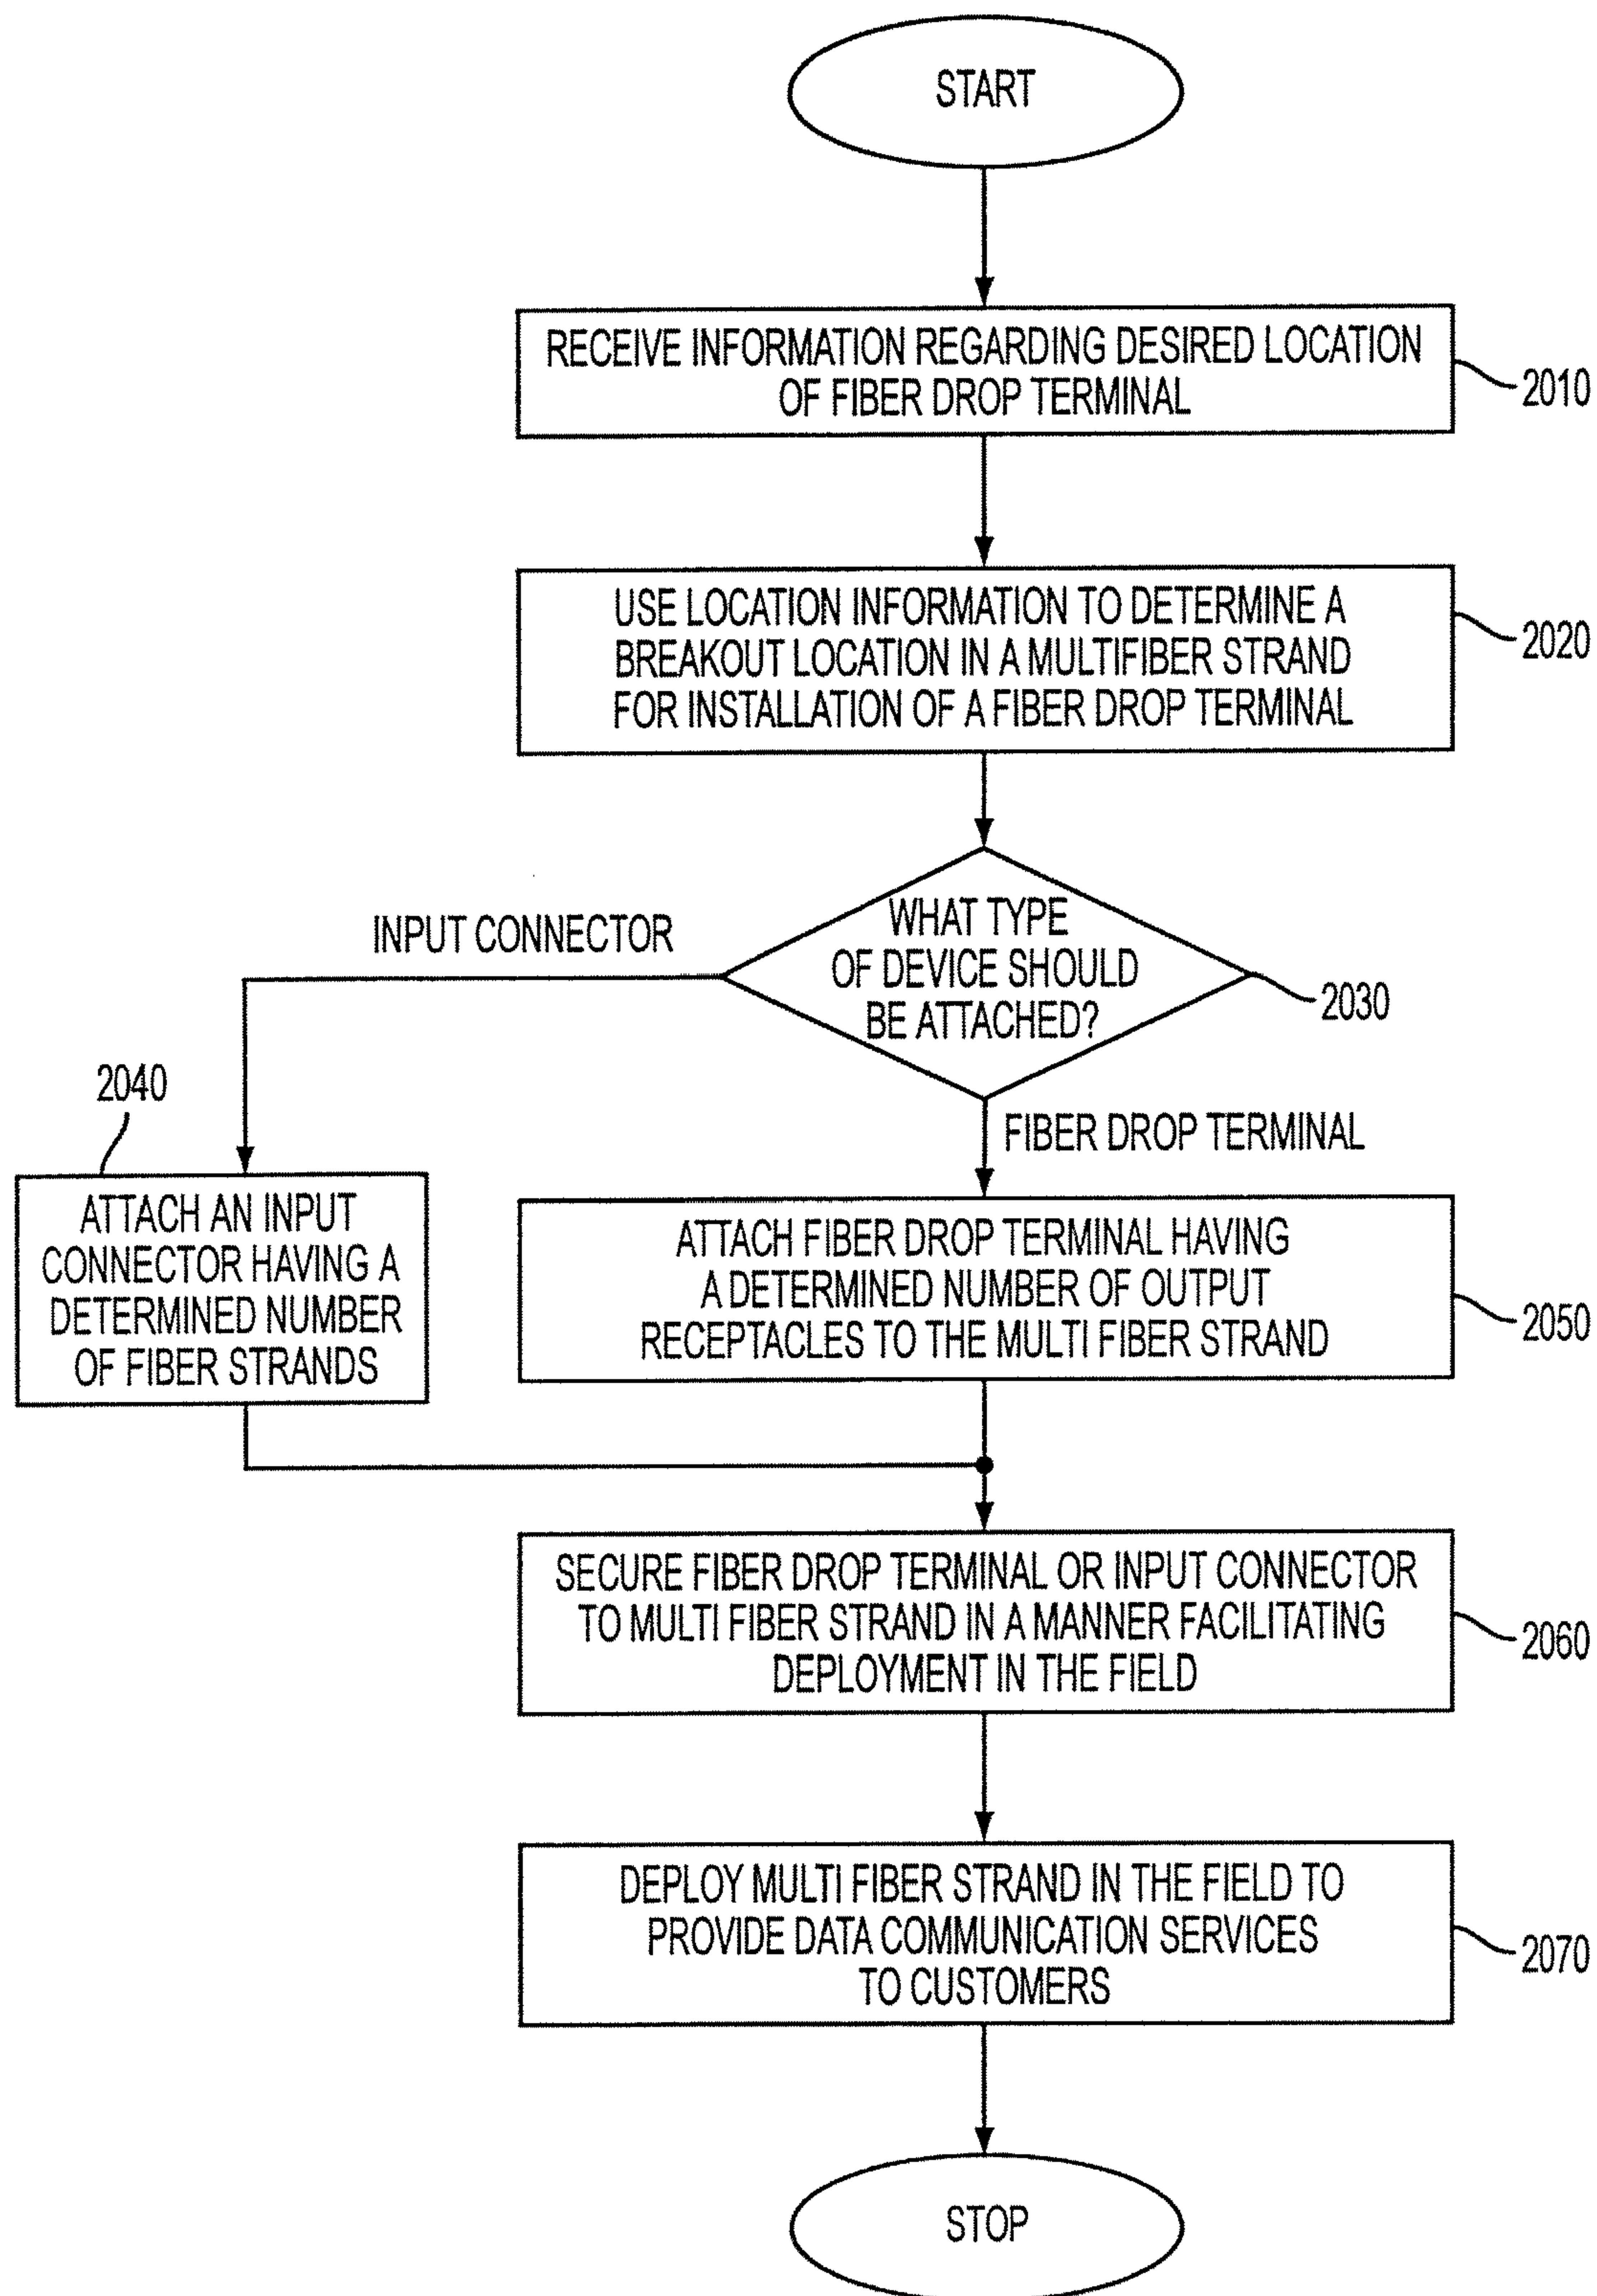 START
RECEIVE INFORMATION REGARDING DESIRED LOCATION
OF FIBER DROP TERMINAL
2010
USE LOCATION INFORMATION TO DETERMINE A
BREAKOUT LOCATION IN A MULTIFIBER STRAND
FOR INSTALLATION OF A FIBER DROP TERMINAL
2020
WHAT TYPE
OF DEVICE SHOULD
BE ATTACHED?
2030
INPUT CONNECTOR
FIBER DROP TERMINAL
2040
ATTACH AN INPUT
CONNECTOR HAVING A
DETERMINED NUMBER
OF FIBER STRANDS
ATTACH FIBER DROP TERMINAL HAVING
A DETERMINED NUMBER OF OUTPUT
RECEPTACLES TO THE MULTI FIBER STRAND
2050
SECURE FIBER DROP TERMINAL OR INPUT CONNECTOR
TO MULTI FIBER STRAND IN A MANNER FACILITATING
DEPLOYMENT IN THE FIELD
2060
DEPLOY MULTI FIBER STRAND IN THE FIELD TO
PROVIDE DATA COMMUNICATION SERVICES
TO CUSTOMERS
2070
STOP